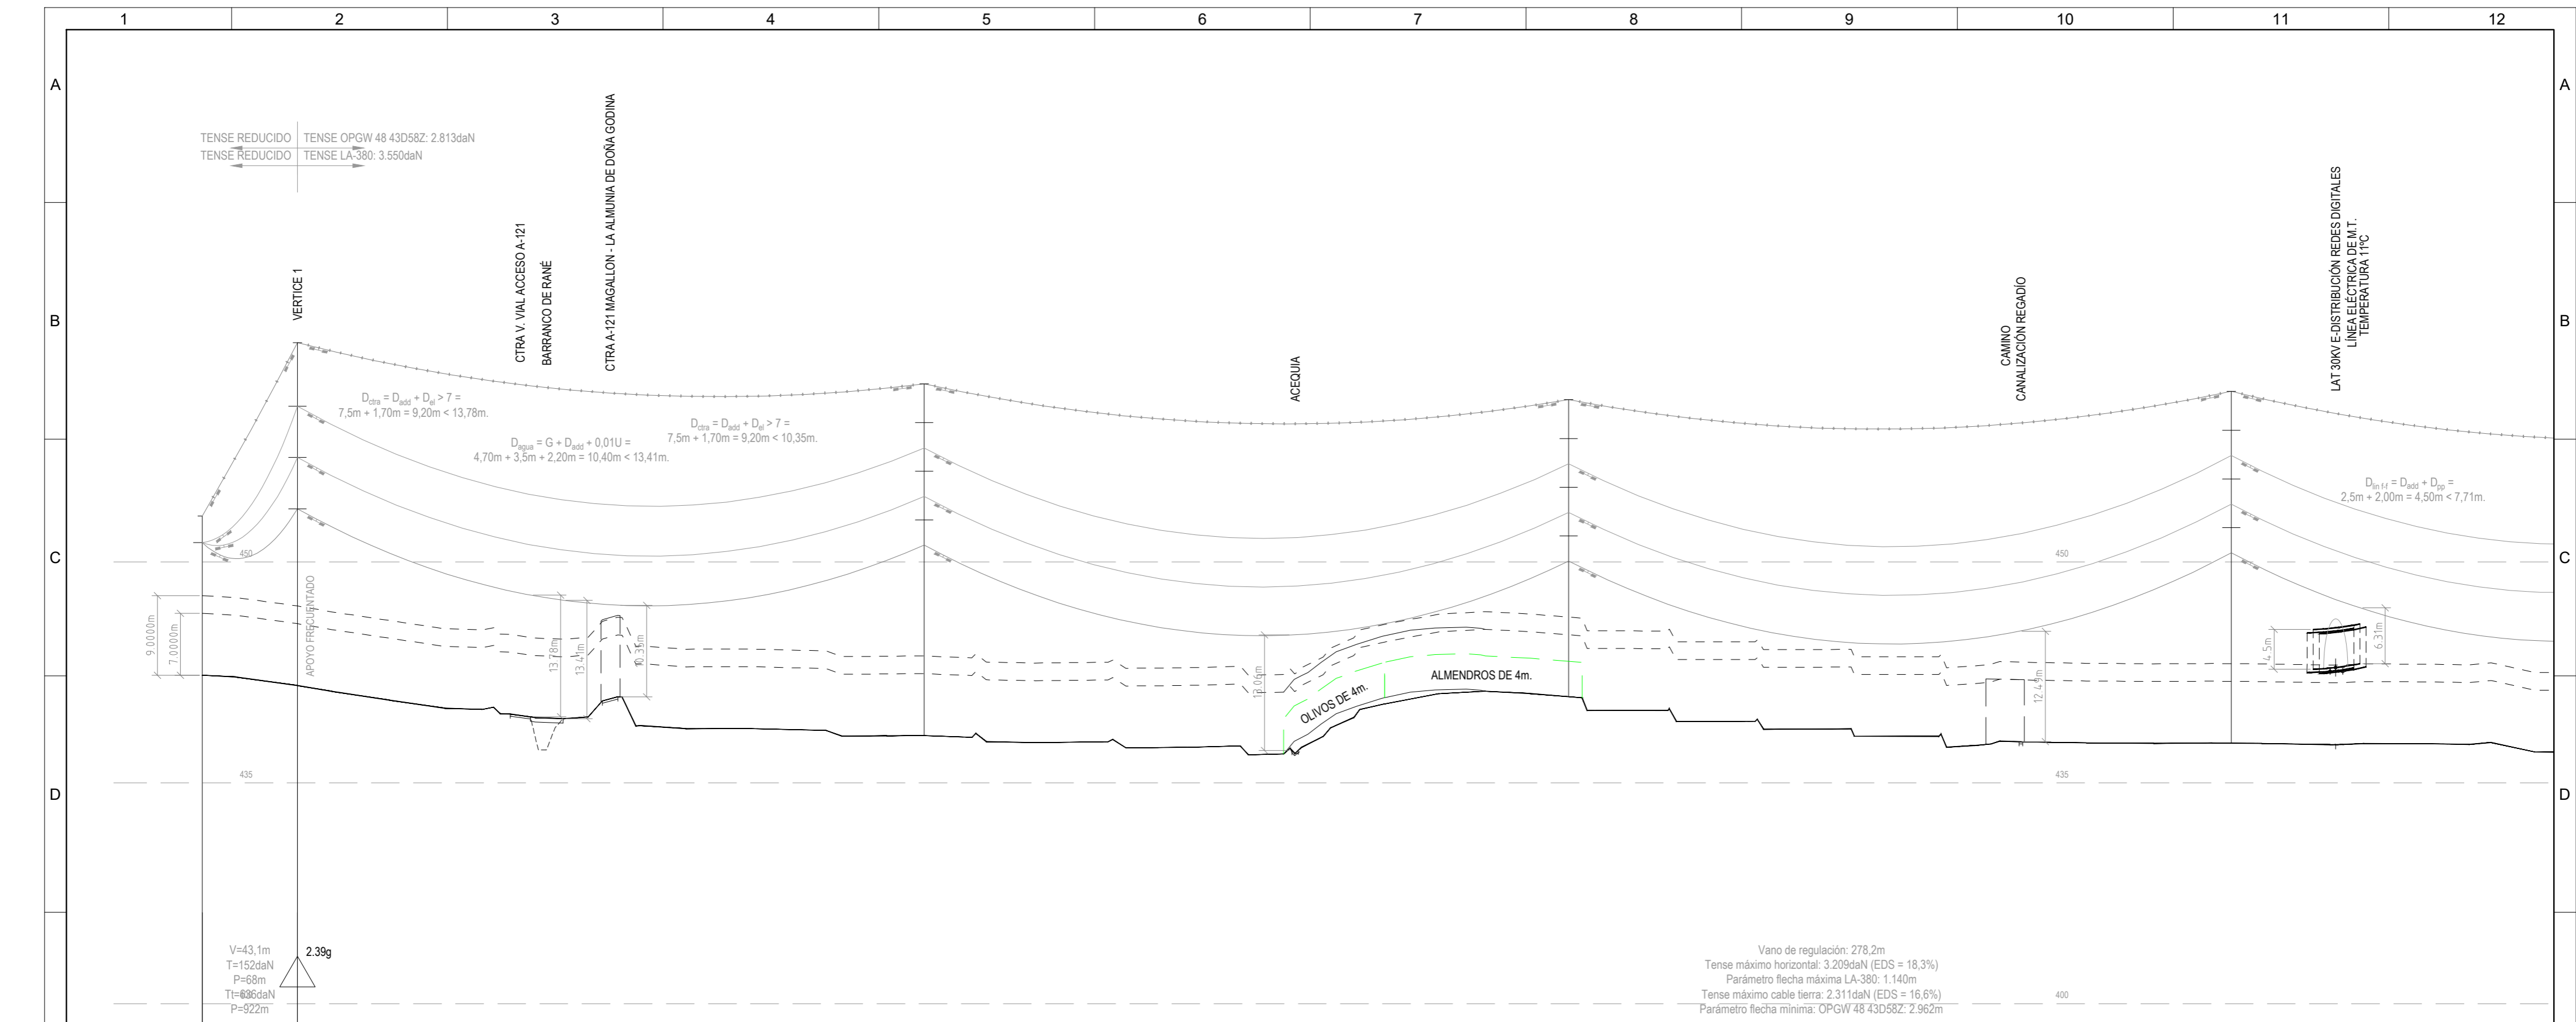 1 2 3 4 5 6 7 8 9 10 11 12
A A
TENSE REDUCIDO TENSE OPGW 48 43D58Z: 2.813daN
TENSE REDUCIDO TENSE LA-380: 3.550daN
B B
VERTICE 1
CTRA V. VIAL ACCESO A-121
BARRANCO DE RANÉ
CTRA A-121 MAGALLON - LA ALMUNIA DE DOÑA GODINA
ACEQUIA
CAMINO
CANALIZACIÓN REGADÍO
LAT 30KV E-DISTRIBUCIÓN REDES DIGITALES
LÍNEA ELÉCTRICA DE M.T.
TEMPERATURA 11ºC
Dctra = Dadd + Del > 7 =
7,5m + 1,70m = 9,20m < 13,78m.
Dagua = G + Dadd + 0,01U =
4,70m + 3,5m + 2,20m = 10,40m < 13,41m.
Dctra = Dadd + Del > 7 =
7,5m + 1,70m = 9,20m < 10,35m.
Dlin f-f = Dadd + Dpp =
2,5m + 2,00m = 4,50m < 7,71m.
C C
450 450
APOYO FRECUENTADO
9.0000m
7.0000m
13.78m
13.41m
10.35m
13.06m
OLIVOS DE 4m.
ALMENDROS DE 4m.
12.49m
4.5m
6.31m
435 435
D D
V=43,1m
T=152daN
P=68m
Tt=636daN
P=922m
2.39g
Vano de regulación: 278,2m
Tense máximo horizontal: 3.209daN (EDS = 18,3%)
Parámetro flecha máxima LA-380: 1.140m
Tense máximo cable tierra: 2.311daN (EDS = 16,6%)
Parámetro flecha mínima: OPGW 48 43D58Z: 2.962m
400